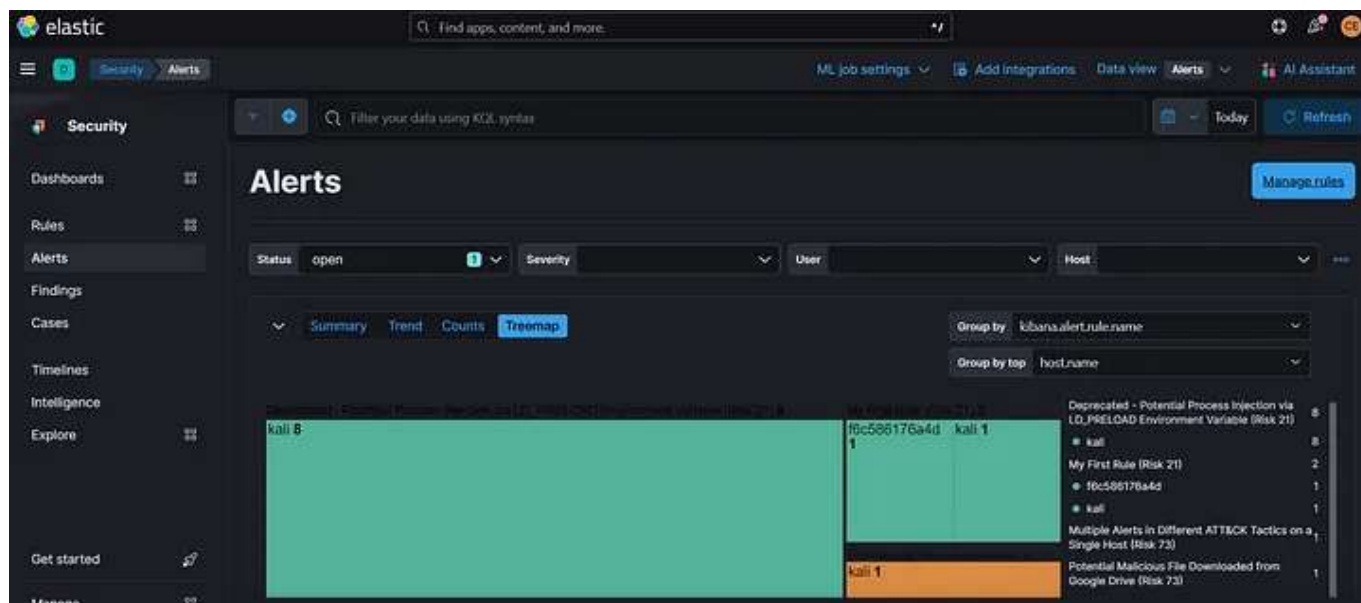 elastic
Find apps, content, and more.
*/
CE
D
Security
Alerts
ML job settings
Add integrations
Data view
Alerts
AI Assistant
Security
Filter your data using KQL syntax
Today
Refresh
Dashboards
Alerts
Manage rules
Rules
Alerts
Status
open
1
Severity
User
Host
Findings
Cases
Summary
Trend
Counts
Treemap
Group by
kibana.alert.rule.name
Group by top
host.name
Timelines
Intelligence
Explore
kali 8
f6c586176a4d
1
kali 1
kali 1
Deprecated - Potential Process Injection via
LD_PRELOAD Environment Variable (Risk 21)
8
kali
8
My First Rule (Risk 21)
2
f6c586176a4d
1
kali
1
Multiple Alerts in Different ATT&CK Tactics on a
Single Host (Risk 73)
1
Potential Malicious File Downloaded from
Google Drive (Risk 73)
1
Get started
Manage